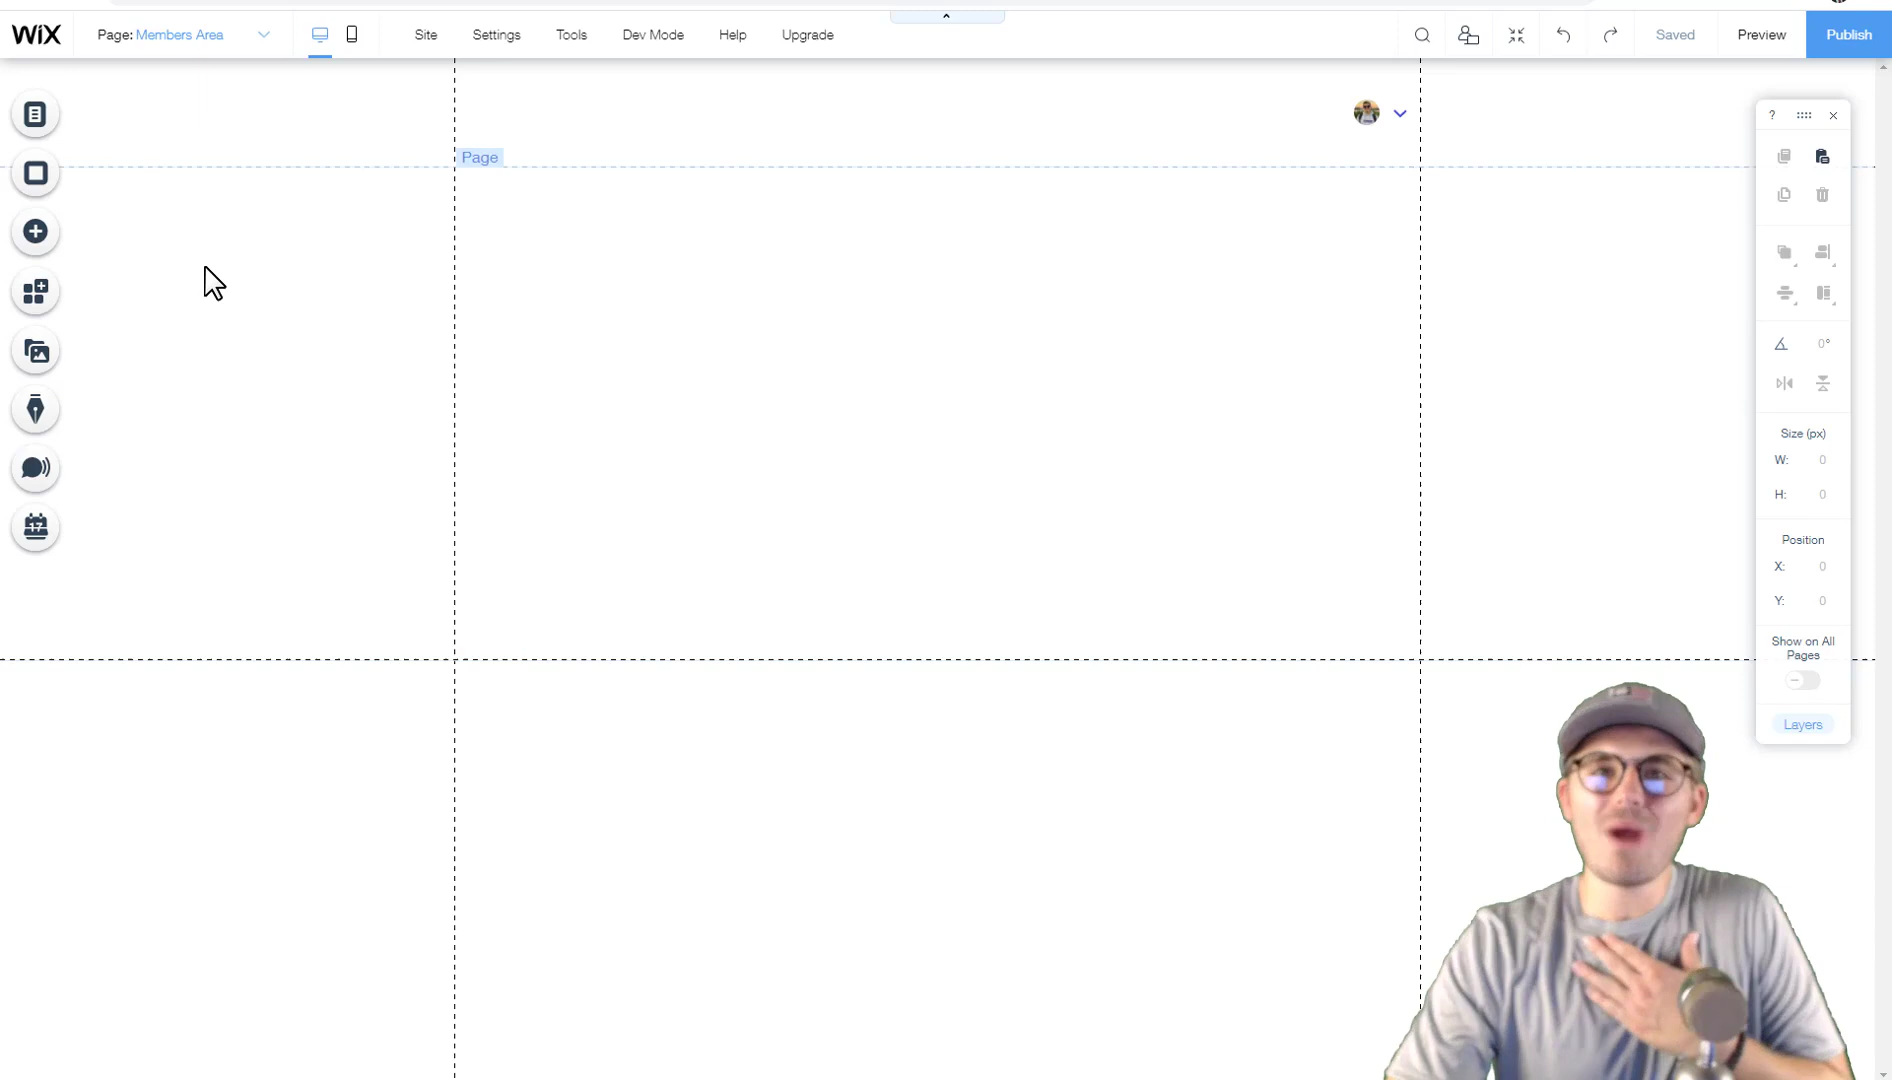 WiX
Page: Members Area
Site
Settings
Tools
Dev Mode
Help
Upgrade
Saved
Preview
Publish
Page
?
0°
Size (px)
W: 0
H: 0
Position
X: 0
Y: 0
Show on All
Pages
Layers
17